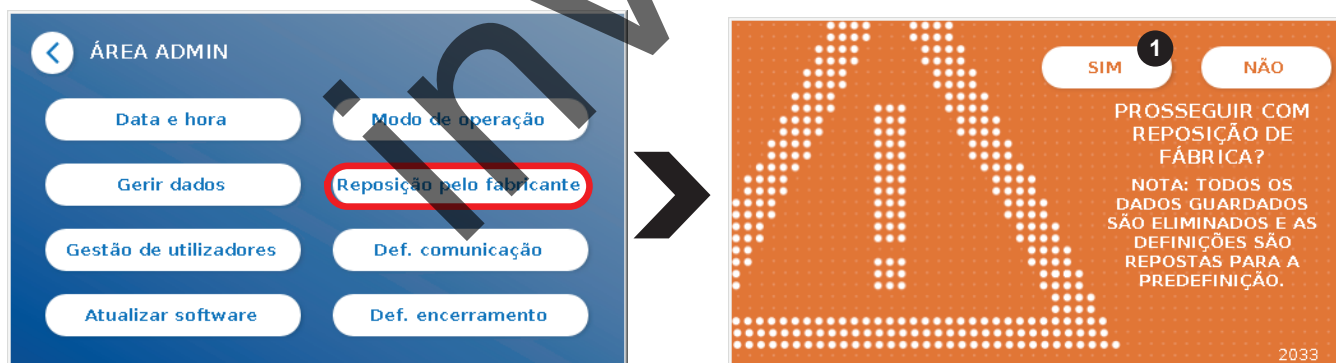 ÁREA ADMIN
Data e hora
Modo de operação
Gerir dados
Reposição pelo fabricante
Gestão de utilizadores
Def. comunicação
Atualizar software
Def. encerramento
SIM
1
NÃO
PROSSEGUIR COM
REPOSIÇÃO DE
FÁBRICA?
NOTA: TODOS OS
DADOS GUARDADOS
SÃO ELIMINADOS E AS
DEFINIÇÕES SÃO
REPOSTAS PARA A
PREDEFINIÇÃO.
2033